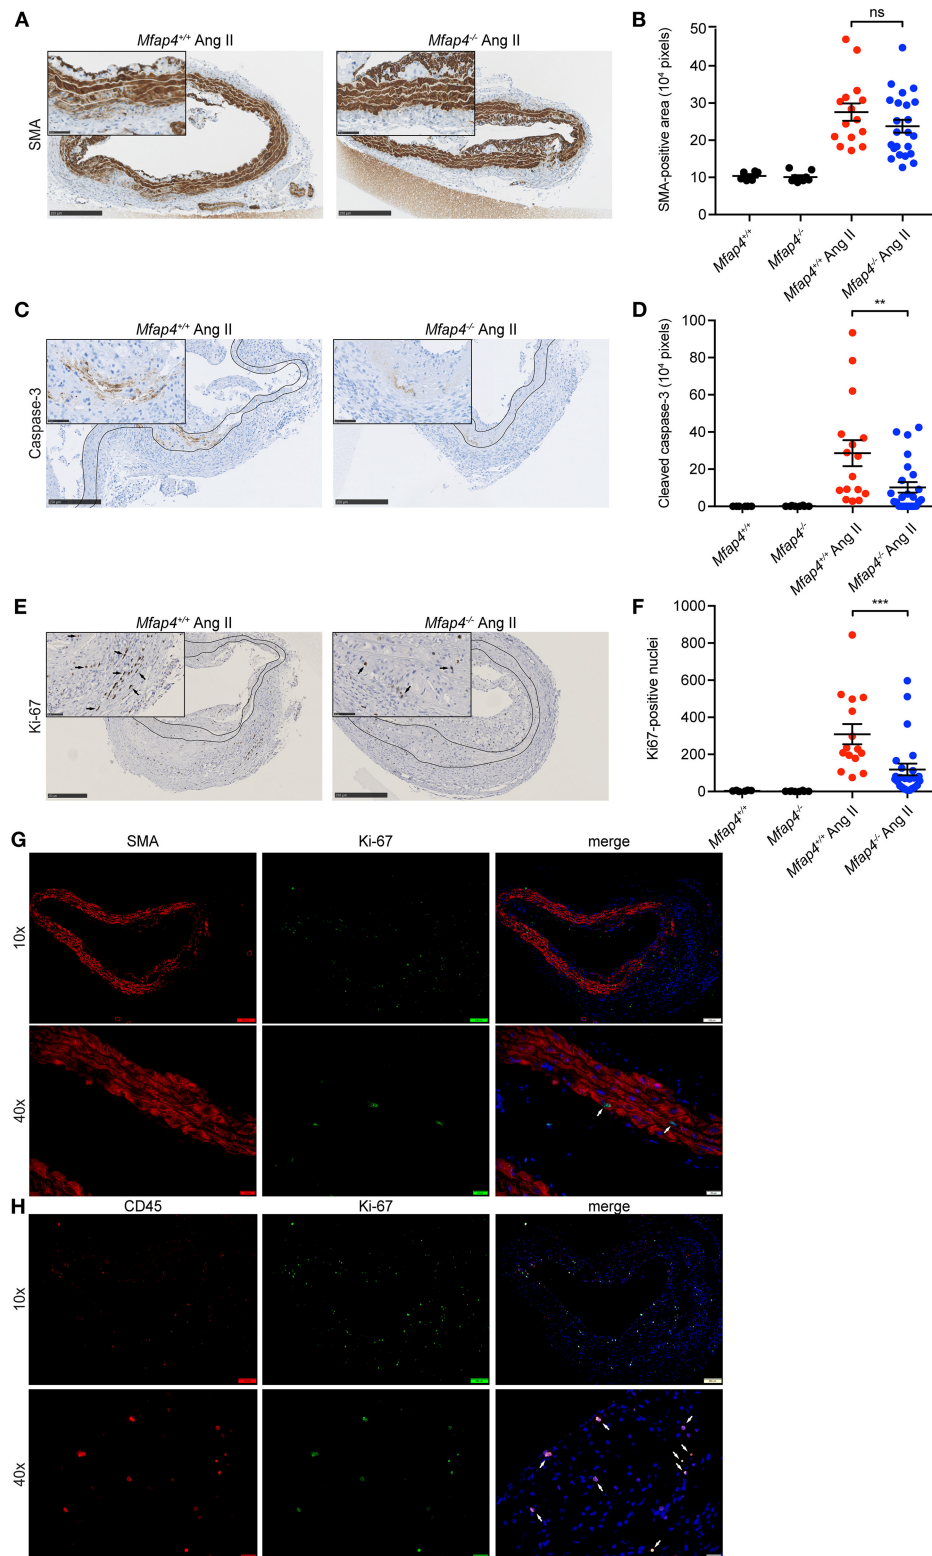 A
Mfap4+/+ Ang II
Mfap4-/- Ang II
SMA
B
ns
SMA-positive area (10⁴ pixels)
50
40
30
20
10
0
Mfap4+/+
Mfap4-/-
Mfap4+/+ Ang II
Mfap4-/- Ang II
C
Mfap4+/+ Ang II
Mfap4-/- Ang II
Caspase-3
D
**
Cleaved caspase-3 (10⁴ pixels)
100
80
60
40
20
0
Mfap4+/+
Mfap4-/-
Mfap4+/+ Ang II
Mfap4-/- Ang II
E
Mfap4+/+ Ang II
Mfap4-/- Ang II
Ki-67
F
***
Ki67-positive nuclei
1000
800
600
400
200
0
Mfap4+/+
Mfap4-/-
Mfap4+/+ Ang II
Mfap4-/- Ang II
G
SMA
Ki-67
merge
10x
40x
H
CD45
Ki-67
merge
10x
40x